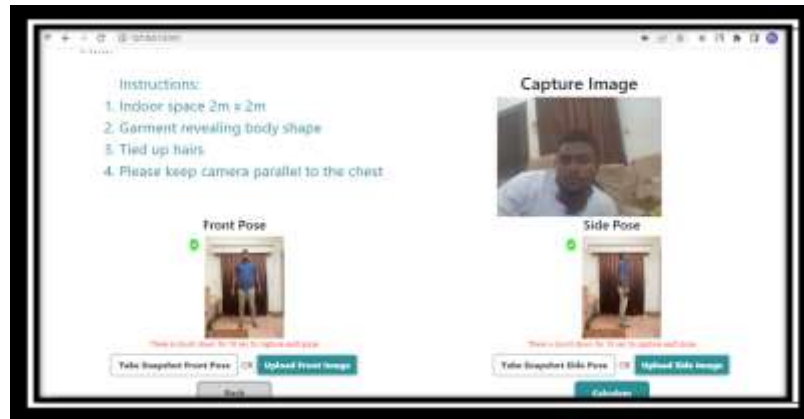 Instructions:
1. Indoor space 2m x 2m
2. Garment revealing body shape
3. Tied up hairs
4. Please keep camera parallel to the chest
Capture Image
Front Pose
Side Pose
Take Snapshot Front Pose OR Upload Front Image
Take Snapshot Side Pose OR Upload Side Image
Back
Calculate